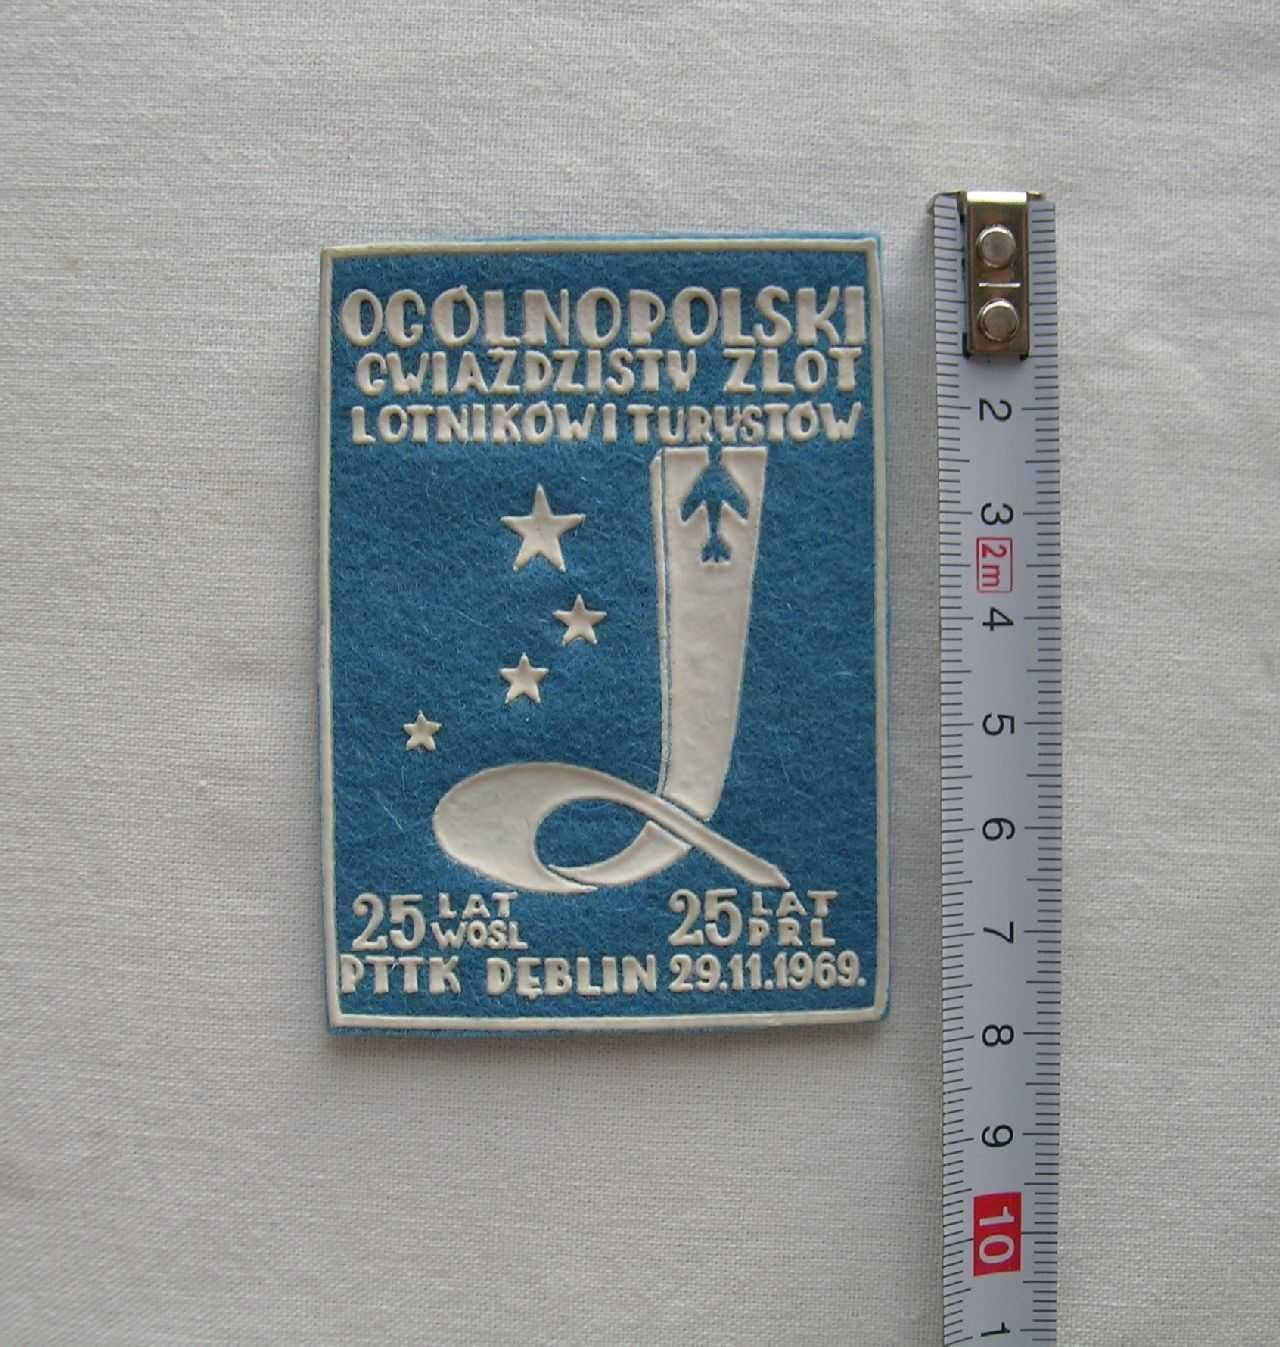 OGÓLNOPOLSKI
GWIAŹDZISTY ZLOT
LOTNIKÓW I TURYSTÓW
25 LAT WOSL
25 LAT PRL
PTTK DĘBLIN 29.11.1969.
2
3
2m
4
5
6
7
8
9
10
1